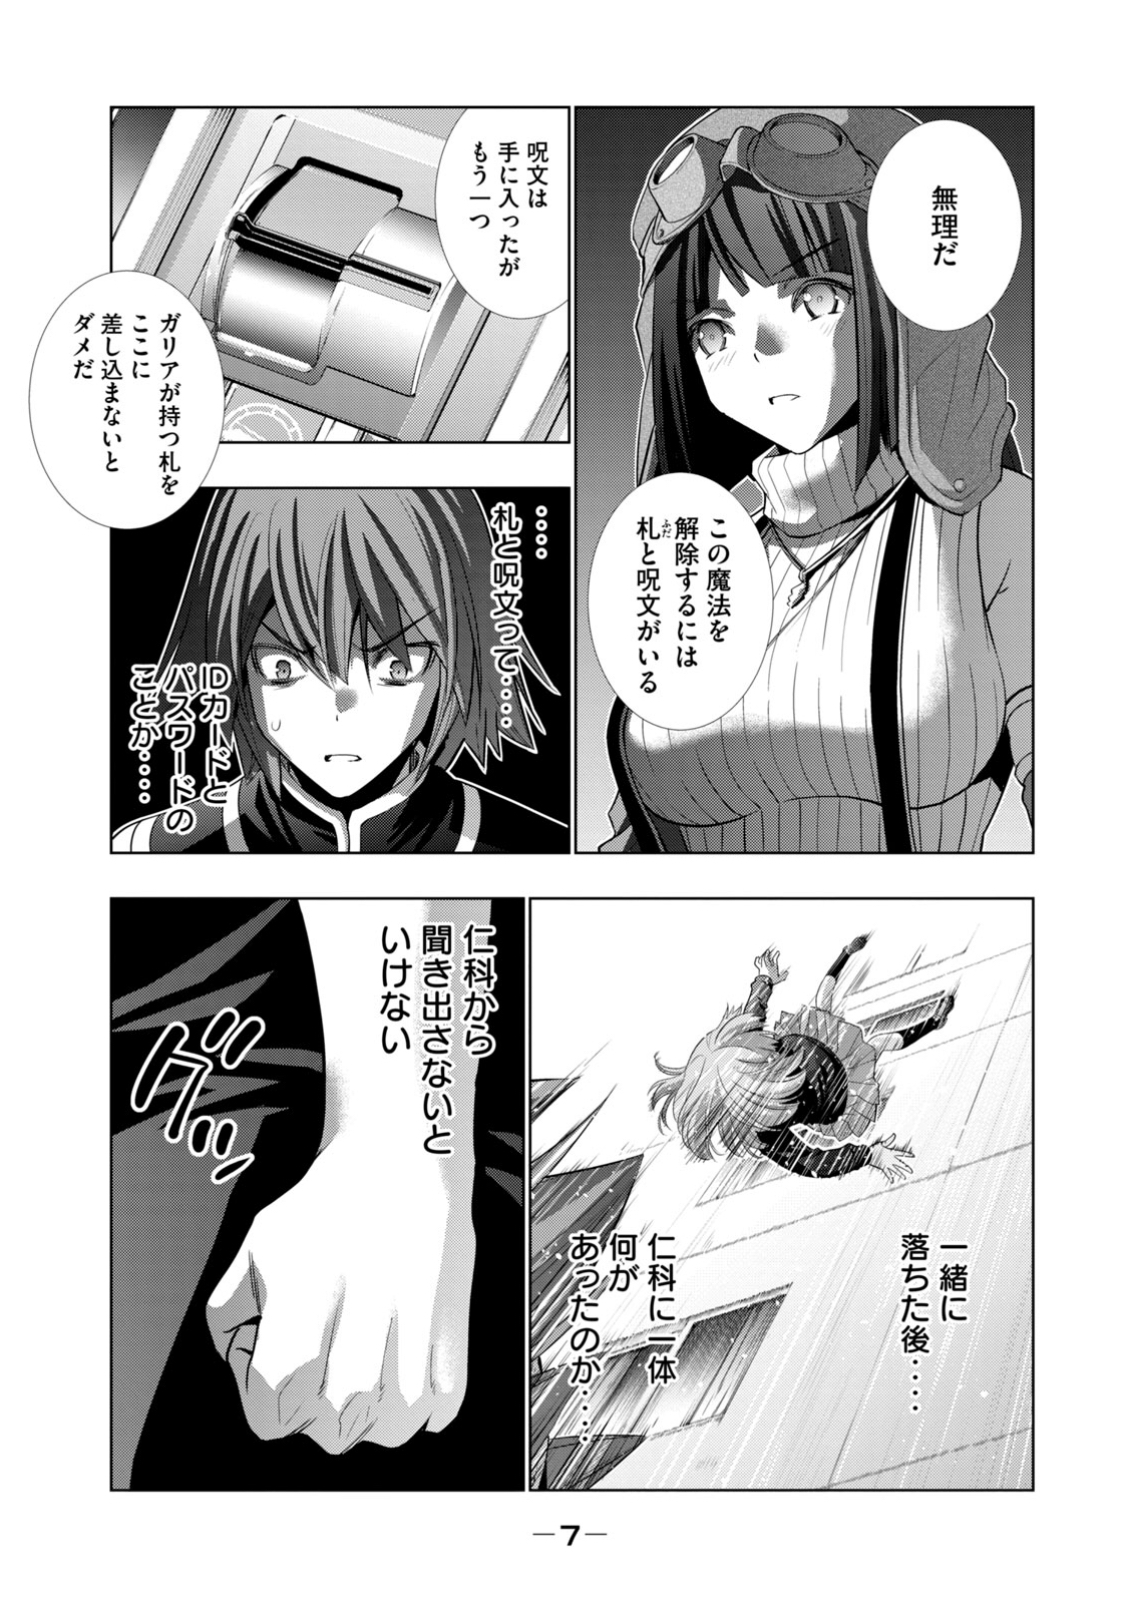 無理だ
この魔法を
解除するには
札と呪文がいる
ふだ
呪文は
手に入ったが
もう一つ
ガリアが持つ札を
ここに
差し込まないと
ダメだ
‥‥
札と呪文って‥‥
IDカードと
パスワードの
ことか‥‥
一緒に
落ちた後‥‥
仁科に一体
何が
あったのか‥‥
仁科から
聞き出さないと
いけない
グッ
—7—